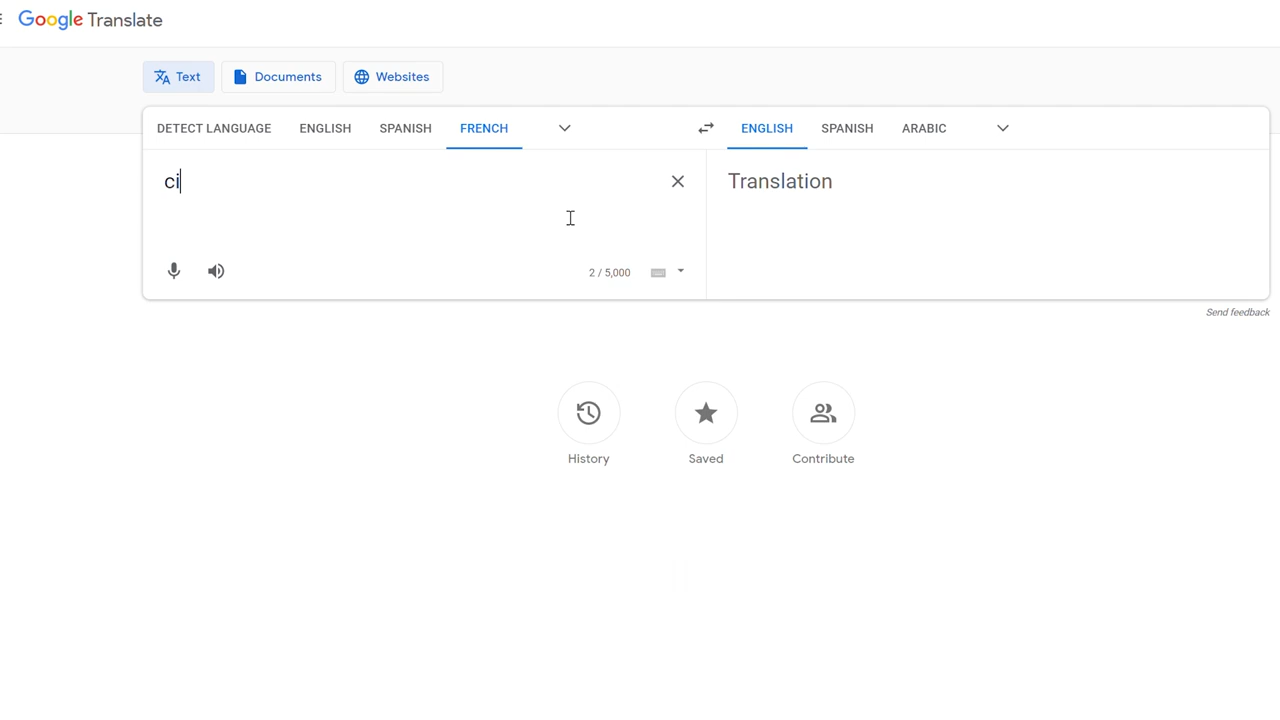 Google Translate
Text Documents Websites
DETECT LANGUAGE ENGLISH SPANISH FRENCH ENGLISH SPANISH ARABIC
ci Translation
2 / 5,000
Send feedback
History Saved Contribute